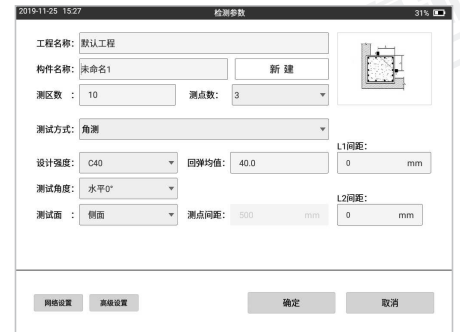 2019-11-25 15:27 检测参数 31%
工程名称: 默认工程
构件名称: 未命名1 新 建
测区数 : 10 测点数: 3
测试方式: 角测
L1间距:
设计强度: C40 回弹均值: 40.0 0 mm
测试角度: 水平0°
L2间距:
测试面 : 侧面 测点间距: 500 mm 0 mm
网络设置 高级设置 确定 取消